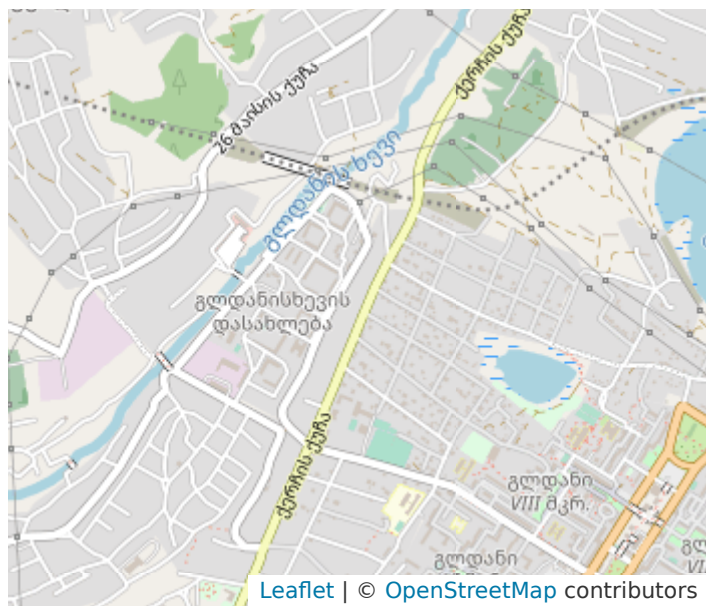 ქერჩის ქუჩა
26 მაისის ქუჩა
გლდანის ხევი
გლდანისხევის
დასახლება
ქერჩის ქუჩა
გლდანი
VIII მკრ.
გლდანი
Leaflet | © OpenStreetMap contributors